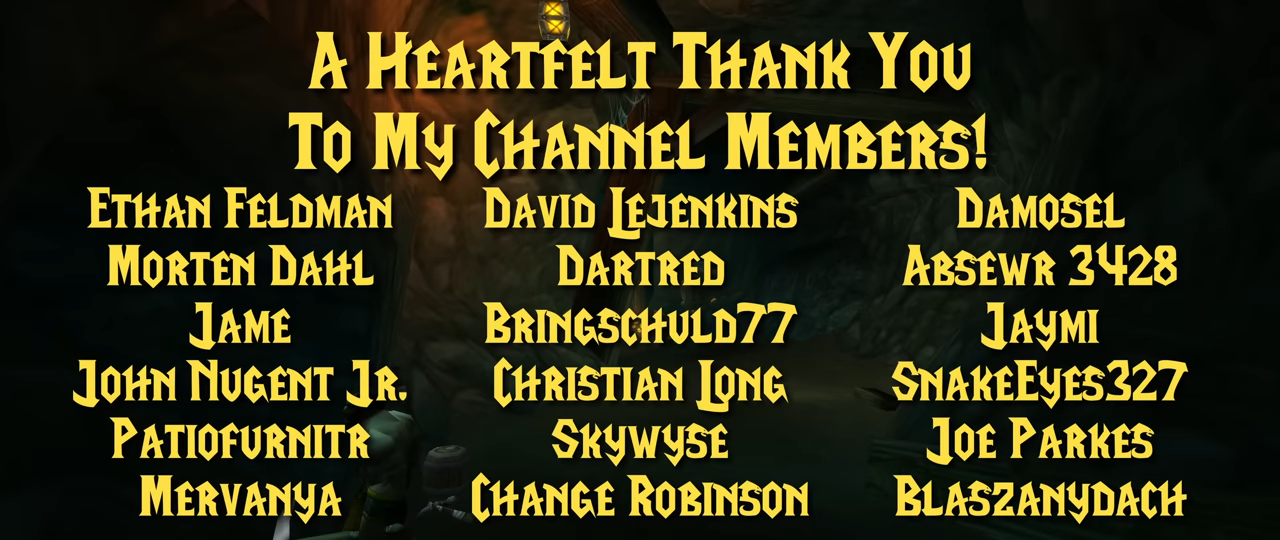 A Heartfelt Thank You
To My Channel Members!
Ethan Feldman David Lejenkins Damosel
Morten Dahl Dartred Absewr 3428
Jame Bringschuld77 Jaymi
John Nugent Jr. Christian Long SnakeEyes327
Patiofurnitr Skywyse Joe Parkes
Mervanya Change Robinson Blaszanydach